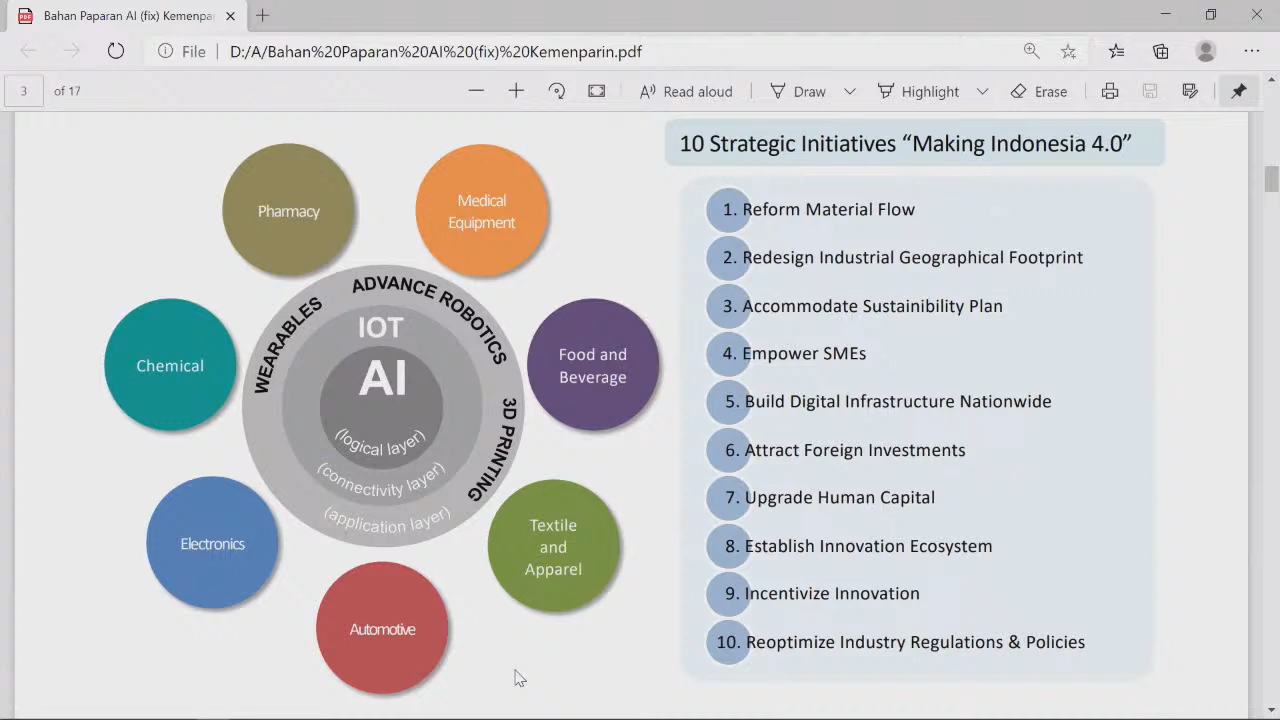 Bahan Paparan AI (fix) Kemenpar
File
D:/A/Bahan%20Paparan%20AI%20(fix)%20Kemenparin.pdf
3 of 17
Read aloud
Draw
Highlight
Erase
10 Strategic Initiatives “Making Indonesia 4.0”
Pharmacy
Medical
Equipment
Chemical
Food and
Beverage
Electronics
Textile
and
Apparel
Automotive
WEARABLES
ADVANCE ROBOTICS
3D PRINTING
IOT
AI
(logical layer)
(connectivity layer)
(application layer)
1. Reform Material Flow
2. Redesign Industrial Geographical Footprint
3. Accommodate Sustainibility Plan
4. Empower SMEs
5. Build Digital Infrastructure Nationwide
6. Attract Foreign Investments
7. Upgrade Human Capital
8. Establish Innovation Ecosystem
9. Incentivize Innovation
10. Reoptimize Industry Regulations & Policies